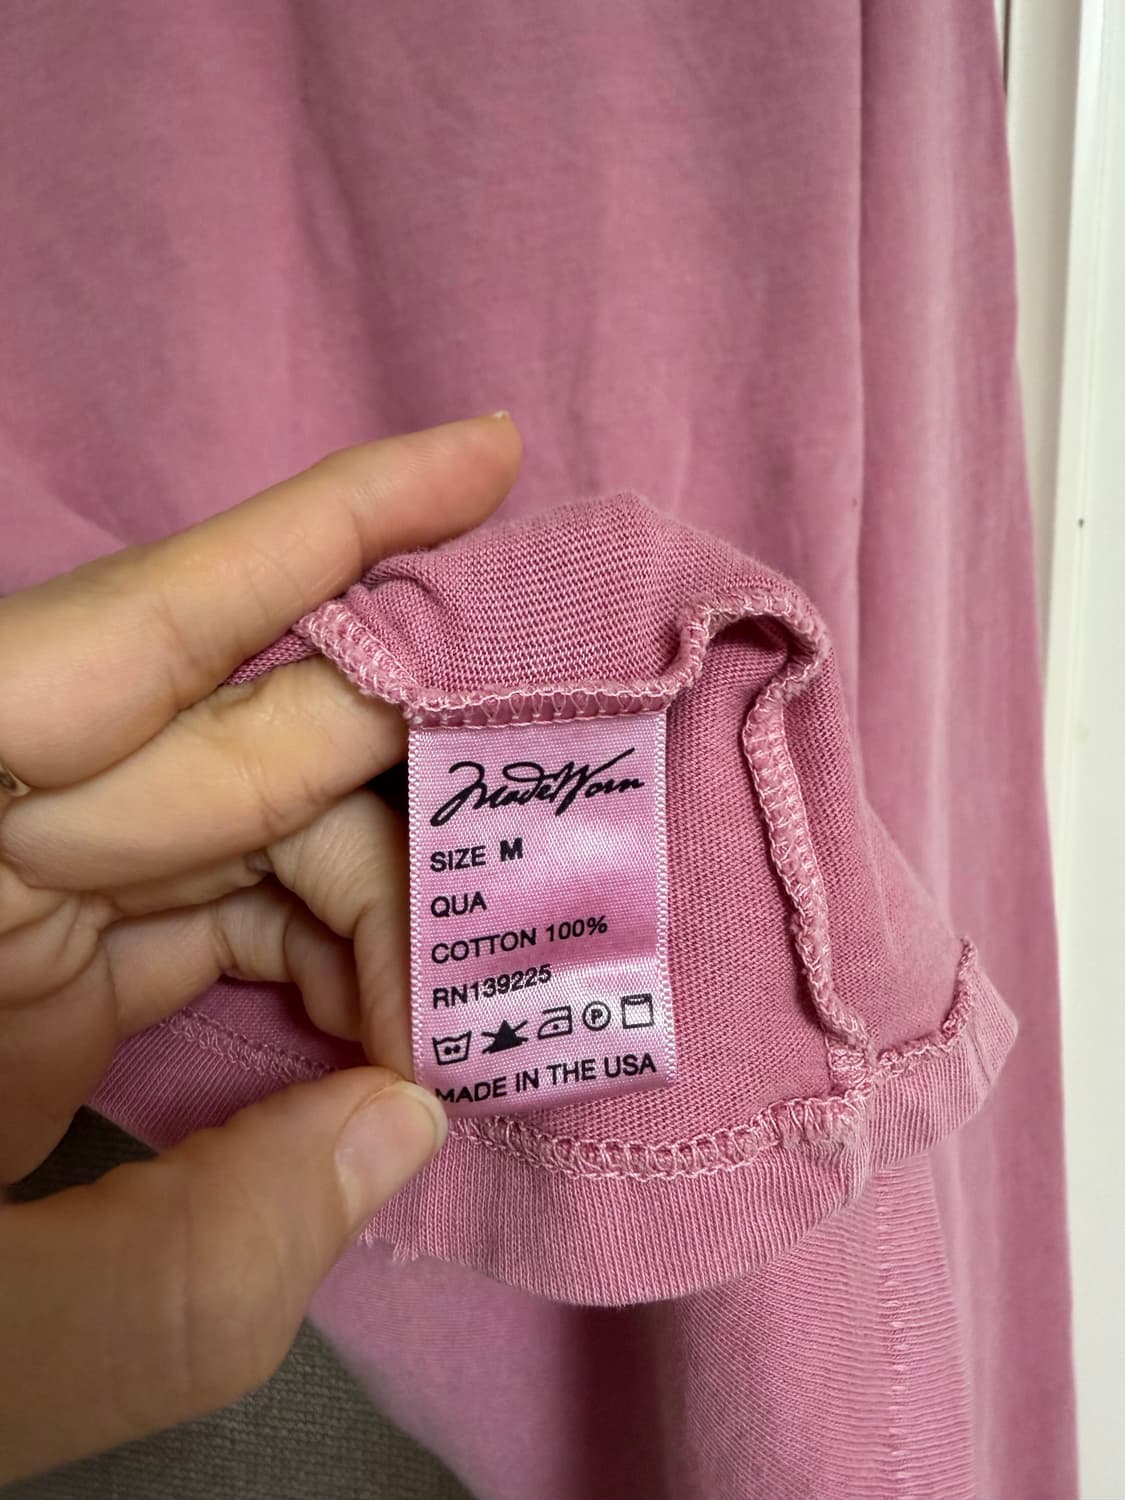 MadeWorn
SIZE M
QUA
COTTON 100%
RN139225
P
MADE IN THE USA